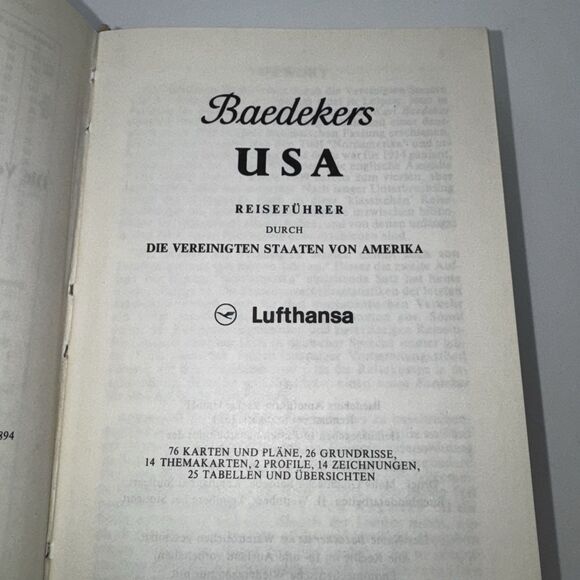 Baedekers
USA
REISEFÜHRER
DURCH
DIE VEREINIGTEN STAATEN VON AMERIKA
Lufthansa
894
76 KARTEN UND PLÄNE, 26 GRUNDRISSE,
14 THEMAKARTEN, 2 PROFILE, 14 ZEICHNUNGEN,
25 TABELLEN UND ÜBERSICHTEN